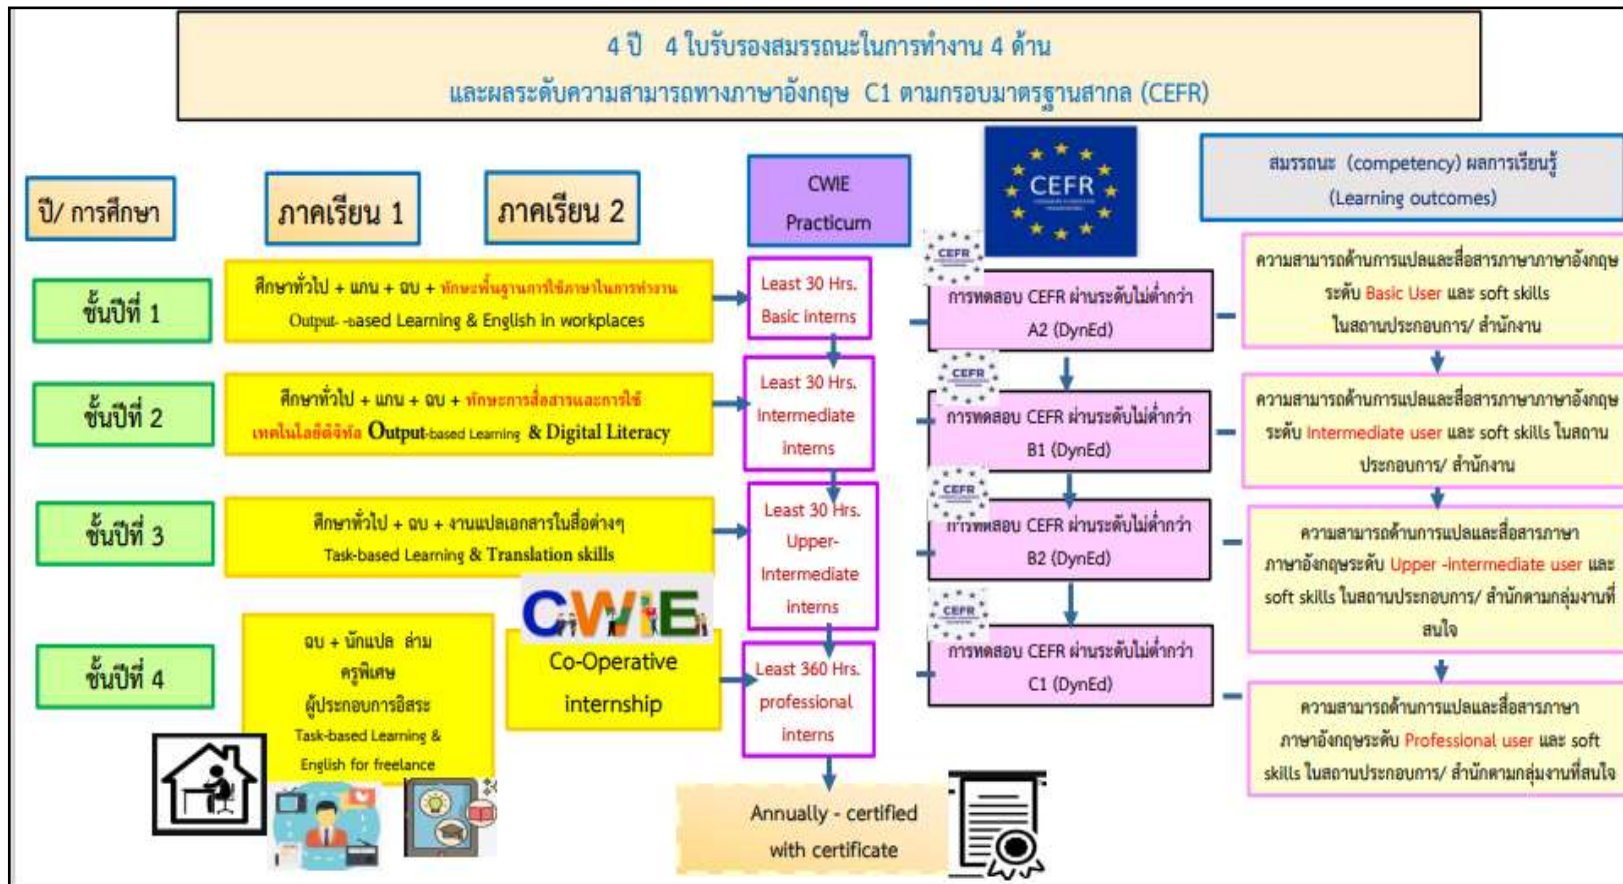 4 ปี 4 ใบรับรองสมรรถนะในการทำงาน 4 ด้าน
และผลระดับความสามารถทางภาษาอังกฤษ C1 ตามกรอบมาตรฐานสากล (CEFR)
ปี/ การศึกษา
ภาคเรียน 1
ภาคเรียน 2
CWIE
Practicum
CEFR
สมรรถนะ (competency) ผลการเรียนรู้
(Learning outcomes)
ชั้นปีที่ 1
ศึกษาทั่วไป + แกน + ฉบ + ทักษะพื้นฐานการใช้ภาษาในการทำงาน
Output- -based Learning & English in workplaces
Least 30 Hrs.
Basic interns
CEFR
การทดสอบ CEFR ผ่านระดับไม่ต่ำกว่า
A2 (DynEd)
ความสามารถด้านการแปลและสื่อสารภาษาภาษาอังกฤษ
ระดับ Basic User และ soft skills
ในสถานประกอบการ/ สำนักงาน
ชั้นปีที่ 2
ศึกษาทั่วไป + แกน + ฉบ + ทักษะการสื่อสารและการใช้
เทคโนโลยีดิจิทัล Output-based Learning & Digital Literacy
Least 30 Hrs.
Intermediate
interns
CEFR
การทดสอบ CEFR ผ่านระดับไม่ต่ำกว่า
B1 (DynEd)
ความสามารถด้านการแปลและสื่อสารภาษาภาษาอังกฤษ
ระดับ Intermediate user และ soft skills ในสถาน
ประกอบการ/ สำนักงาน
ชั้นปีที่ 3
ศึกษาทั่วไป + ฉบ + งานแปลเอกสารในสื่อต่างๆ
Task-based Learning & Translation skills
Least 30 Hrs.
Upper-
Intermediate
interns
CEFR
การทดสอบ CEFR ผ่านระดับไม่ต่ำกว่า
B2 (DynEd)
ความสามารถด้านการแปลและสื่อสารภาษา
ภาษาอังกฤษระดับ Upper -intermediate user และ
soft skills ในสถานประกอบการ/ สำนักตามกลุ่มงานที่
สนใจ
ชั้นปีที่ 4
ฉบ + นักแปล ล่าม
ครูพิเศษ
ผู้ประกอบการอิสระ
Task-based Learning &
English for freelance
CWIE
Co-Operative
internship
Least 360 Hrs.
professional
interns
CEFR
การทดสอบ CEFR ผ่านระดับไม่ต่ำกว่า
C1 (DynEd)
ความสามารถด้านการแปลและสื่อสารภาษา
ภาษาอังกฤษระดับ Professional user และ soft
skills ในสถานประกอบการ/ สำนักตามกลุ่มงานที่สนใจ
Annually - certified
with certificate